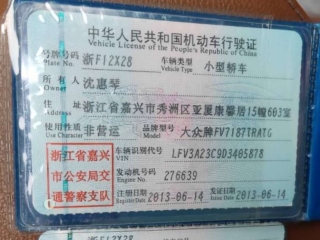 中华人民共和国机动车行驶证
Vehicle License of the People's Republic of China
号牌号码 浙F12X28 车辆类型 小型轿车
Plate No. Vehicle Type
所有人 沈惠琴
Owner
住址 浙江省嘉兴市秀洲区亚厦康馨居15幢603室
Address
使用性质 非营运 品牌型号 大众牌FV7187TRATG
Use Character Model
浙江省嘉兴 车辆识别代号 LFV3A23C9D3405878
VIN
市公安局交 发动机号码 276639
Engine No.
通警察支队 注册日期 2013-06-14 发证日期 2013-06-14
Register Date Issue Date
浙F12X28 小型轿车